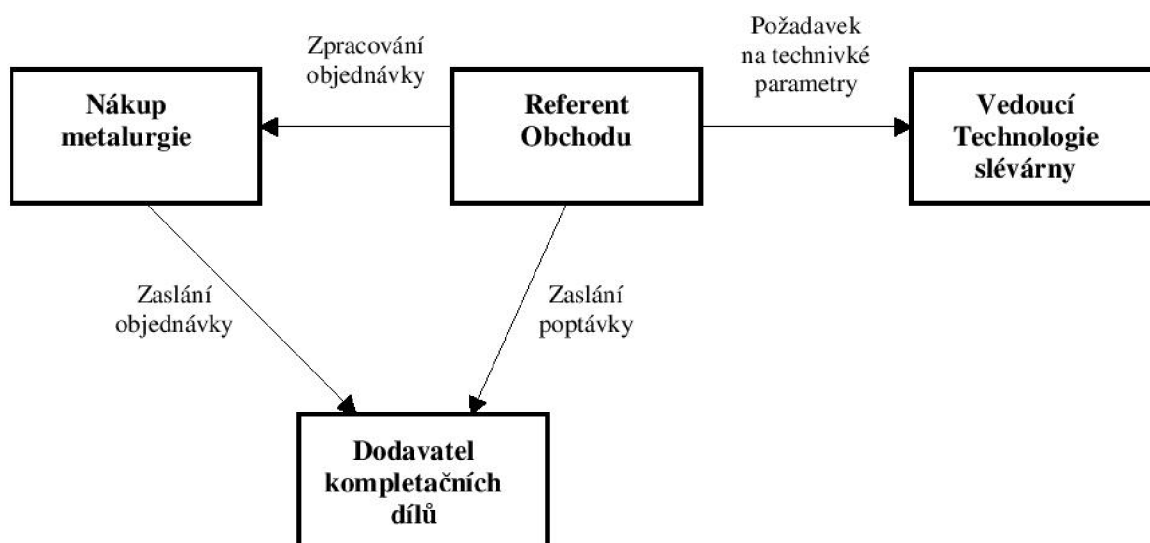 Zpracování
objednávky
Požadavek
na technivké
parametry
Nákup
metalurgie
Referent
Obchodu
Vedoucí
Technologie
slévárny
Zaslání
objednávky
Zaslání
poptávky
Dodavatel
kompletačních
dílů